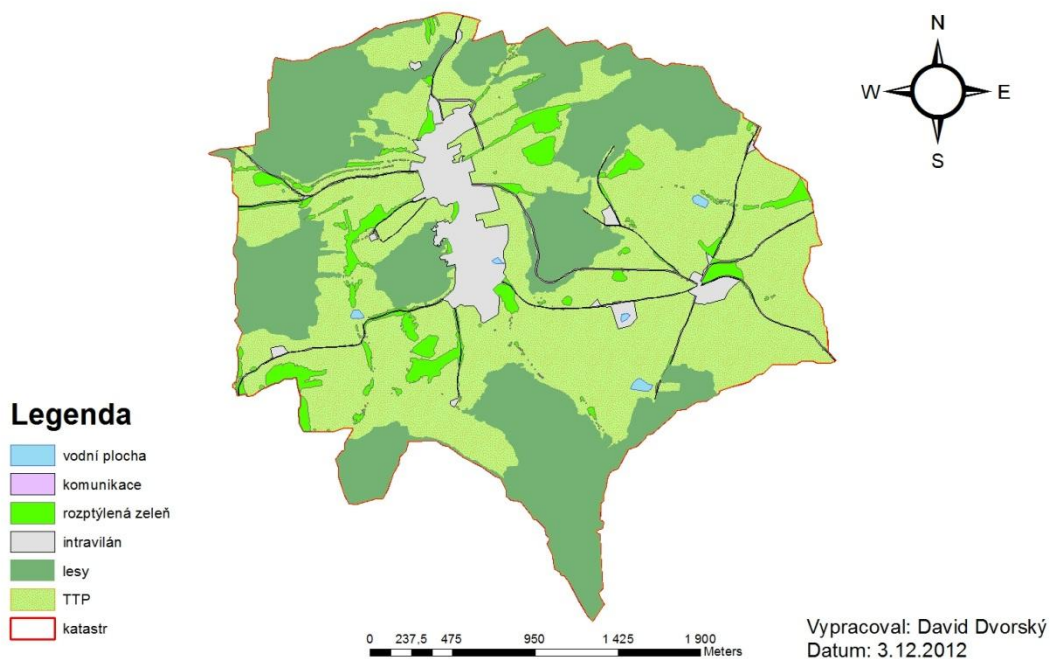 N
W E
S
Legenda
vodní plocha
komunikace
rozptýlená zeleň
intravilán
lesy
TTP
katastr
0 237,5 475 950 1 425 1 900
Meters
Vypracoval: David Dvorský
Datum: 3.12.2012